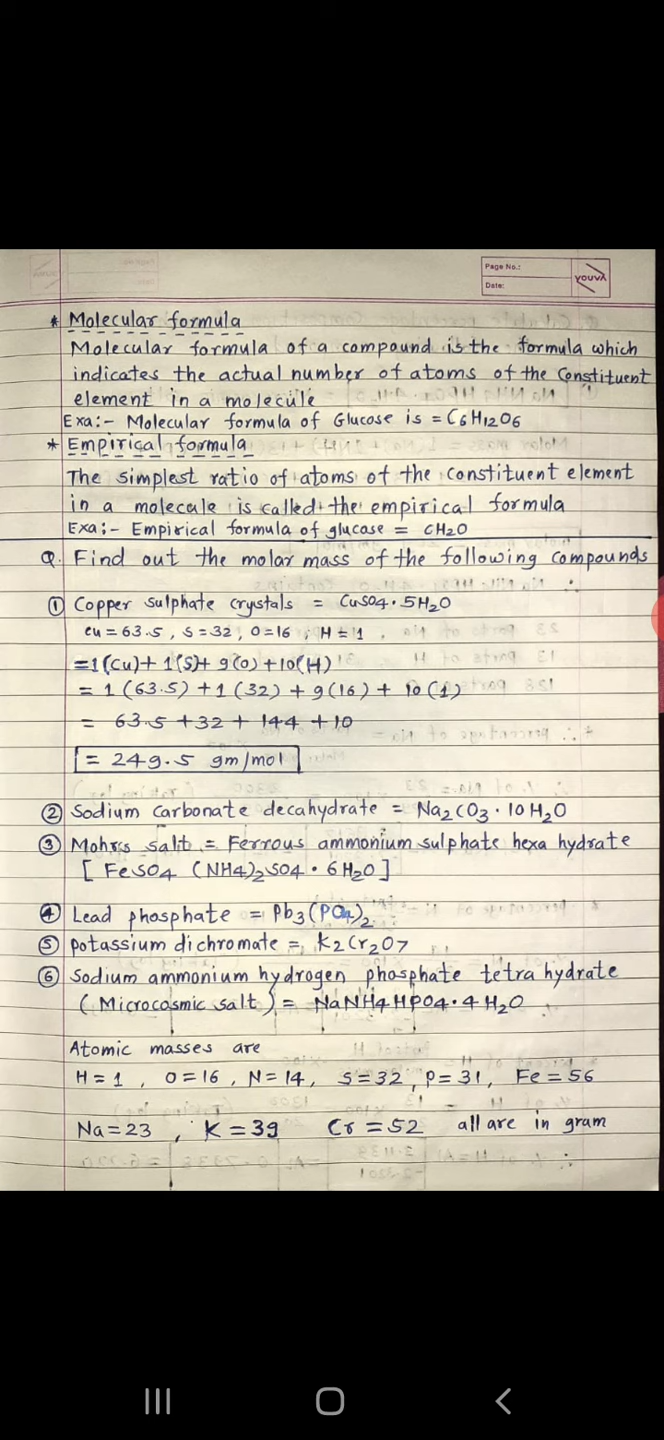 Page No.:
Date:
YOUVA
* Molecular formula
Molecular formula of a compound is the formula which
indicates the actual number of atoms of the constituent
element in a molecule
Exa:- Molecular formula of Glucose is = C6H12O6
* Empirical formula
The simplest ratio of atoms of the constituent element
in a molecule is called the empirical formula
Exa:- Empirical formula of glucose = CH2O
Q. Find out the molar mass of the following compounds
① Copper sulphate crystals = CuSO4·5H2O
Cu = 63.5, S = 32, O = 16, H = 1
= 1(Cu) + 1(S) + 9(O) + 10(H)
= 1(63.5) + 1(32) + 9(16) + 10(1)
= 63.5 + 32 + 144 + 10
= 249.5 gm/mol
② Sodium carbonate decahydrate = Na2CO3·10H2O
③ Mohr's salt = Ferrous ammonium sulphate hexa hydrate
[FeSO4 (NH4)2SO4·6H2O]
④ Lead phosphate = Pb3(PO4)2
⑤ Potassium dichromate = K2Cr2O7
⑥ Sodium ammonium hydrogen phosphate tetra hydrate
(Microcosmic salt) = NaNH4HPO4·4H2O
Atomic masses are
H = 1, O = 16, N = 14, S = 32, P = 31, Fe = 56
Na = 23, K = 39 Cr = 52 all are in gram